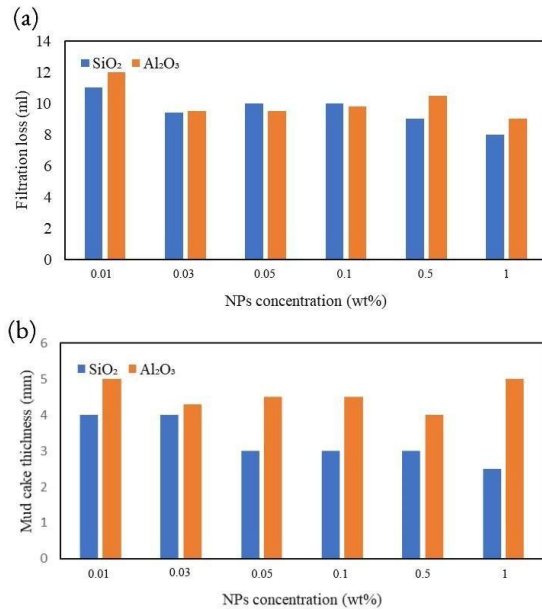 (a)
14
12
10
8
6
4
2
0
Filtration loss (ml)
SiO₂ Al₂O₃
0.01 0.03 0.05 0.1 0.5 1
NPs concentration (wt%)
(b)
6
5
4
3
2
1
0
Mud cake thichness (mm)
SiO₂ Al₂O₃
0.01 0.03 0.05 0.1 0.5 1
NPs concentration (wt%)